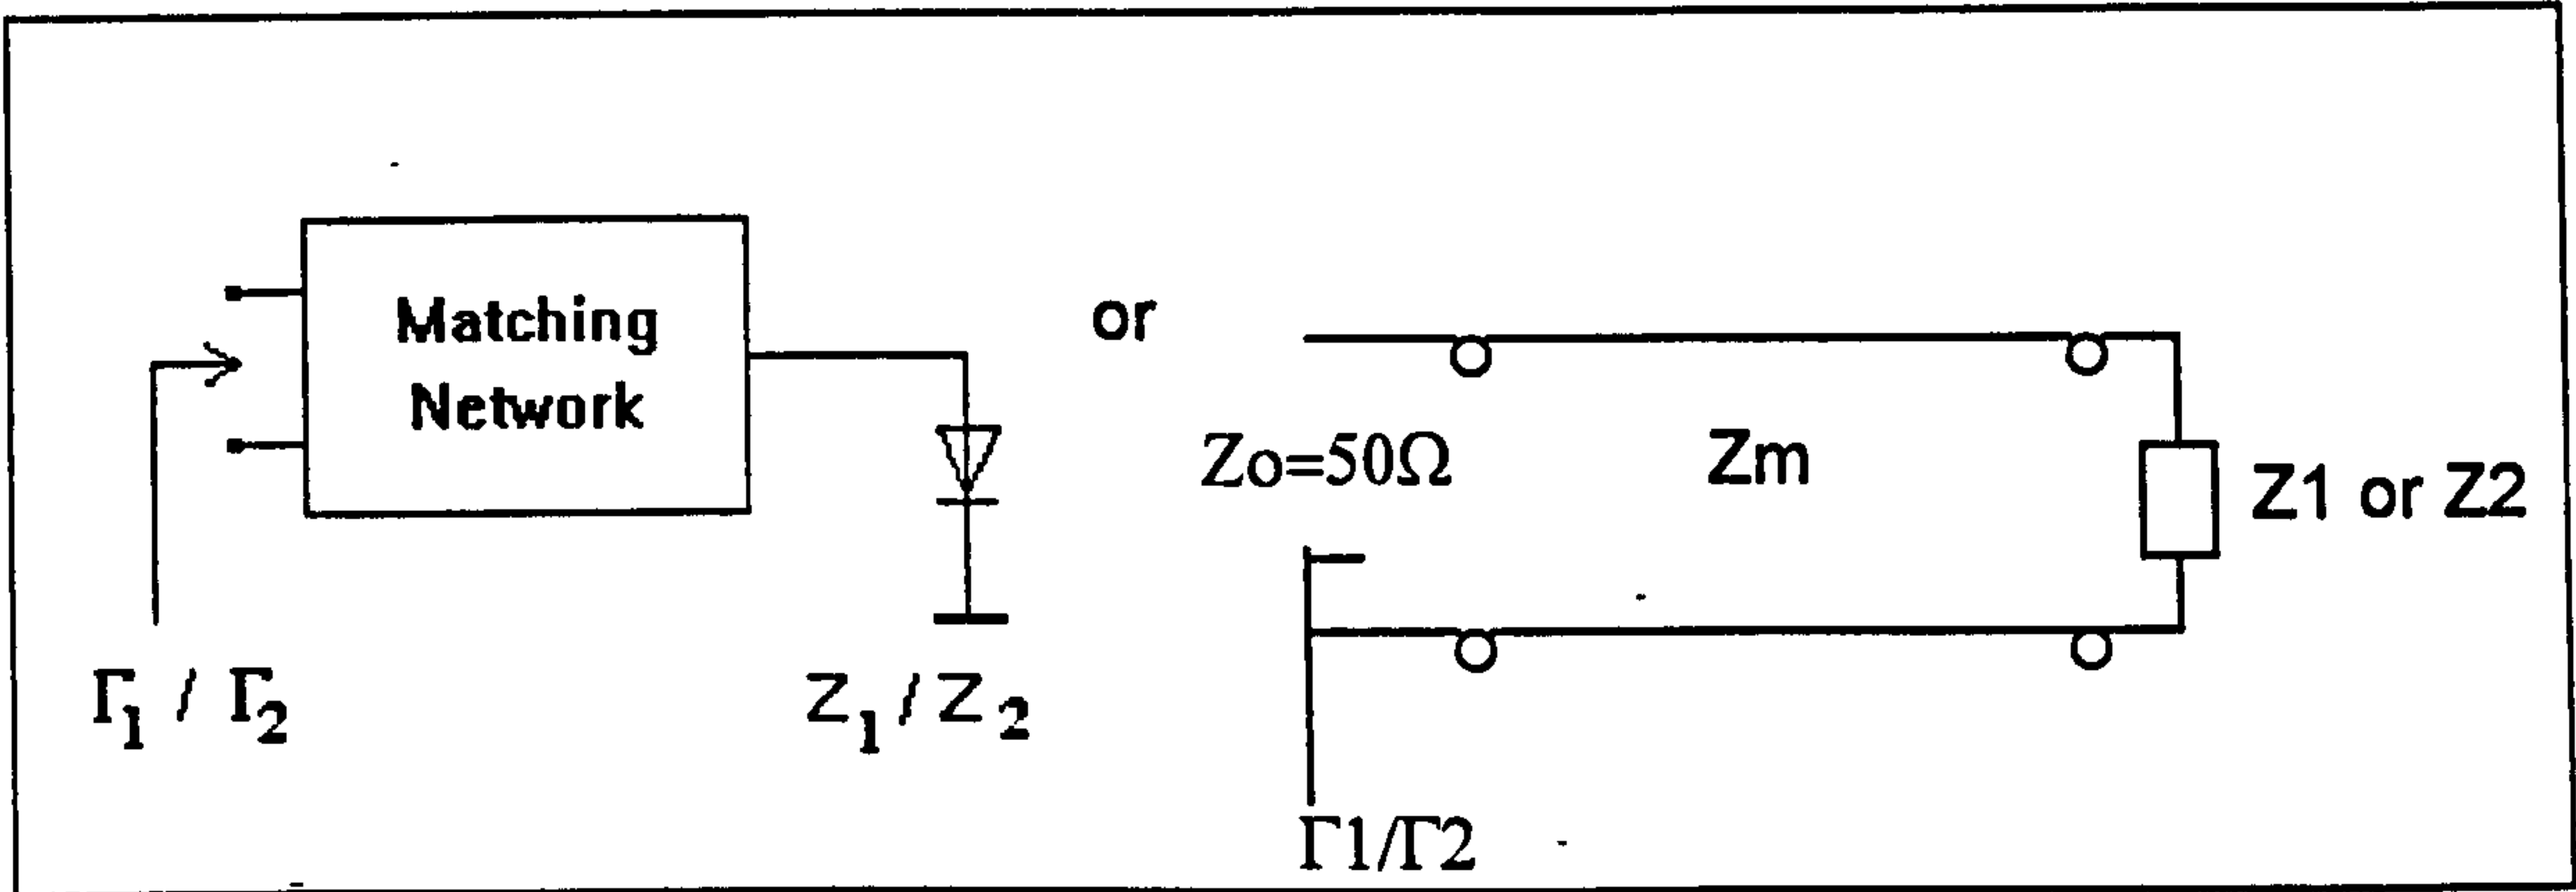 Matching
Network
or
Zo=50Ω
Zm
Z1 or Z2
Γ₁ / Γ₂
Z₁ / Z₂
Γ1/Γ2